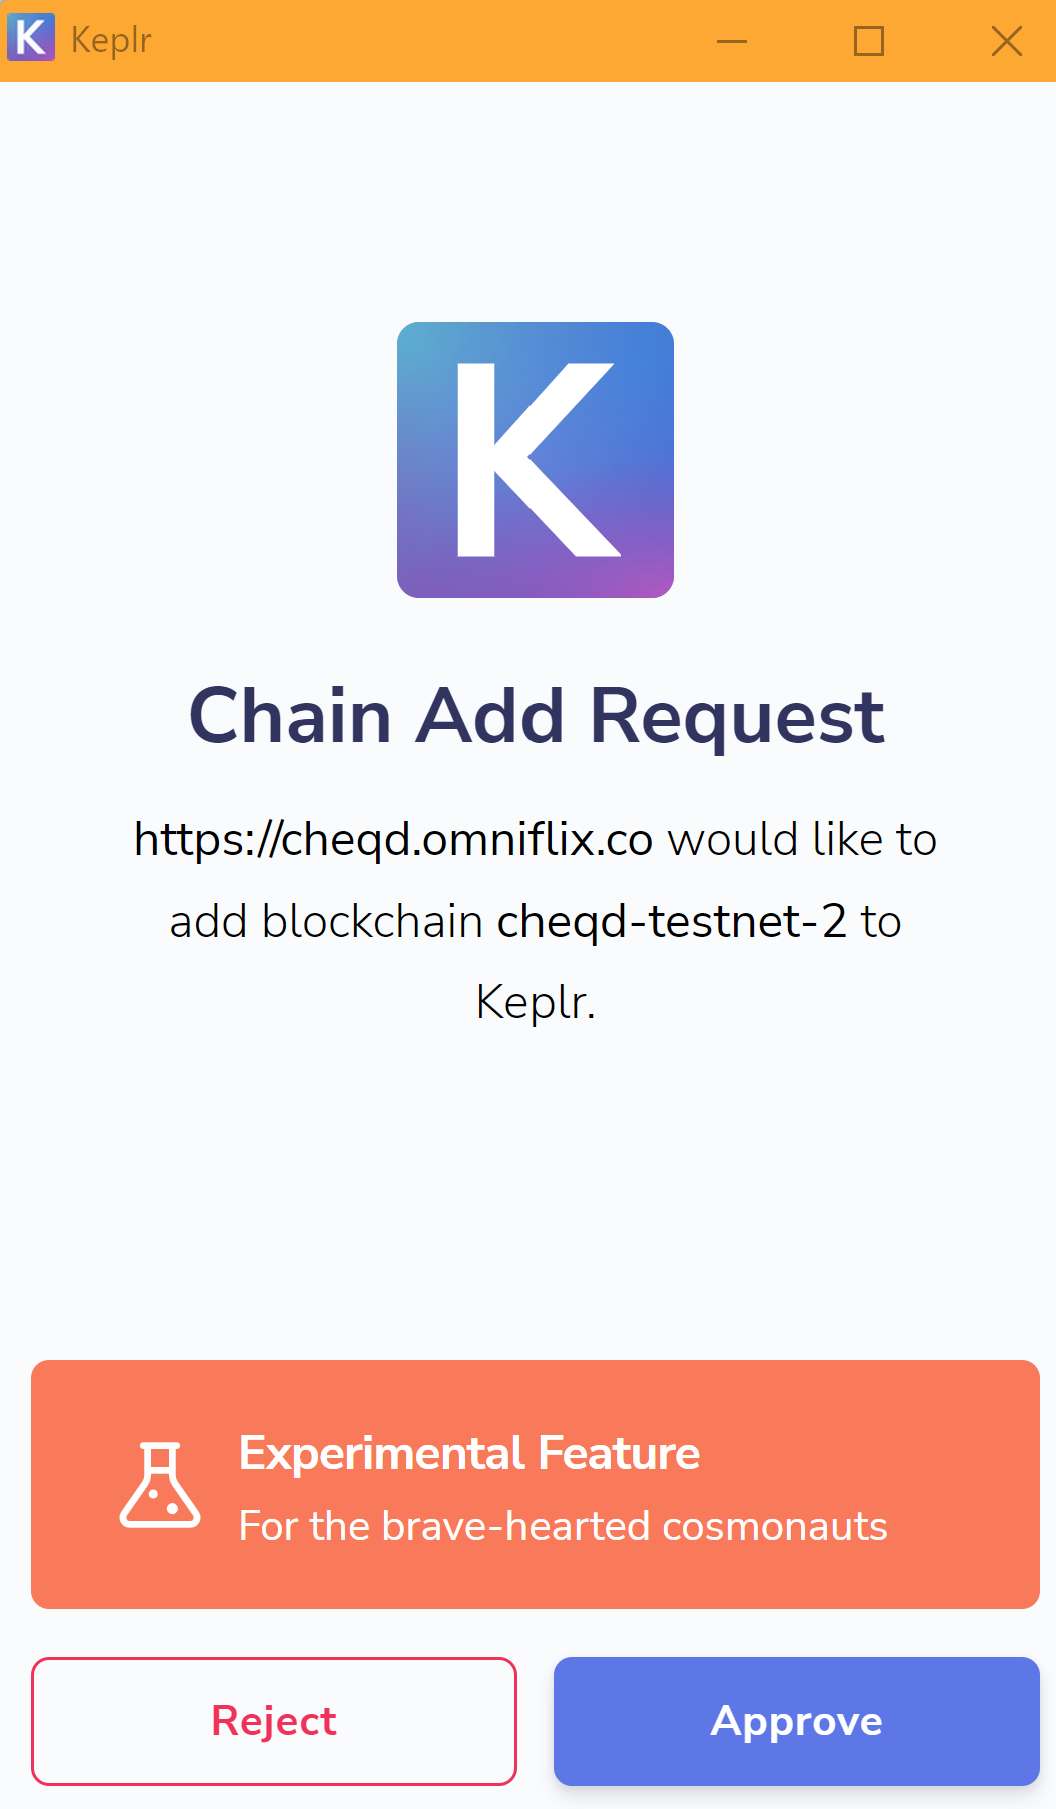 K Keplr
K
Chain Add Request
https://cheqd.omniflix.co would like to
add blockchain cheqd-testnet-2 to
Keplr.
Experimental Feature
For the brave-hearted cosmonauts
Reject
Approve